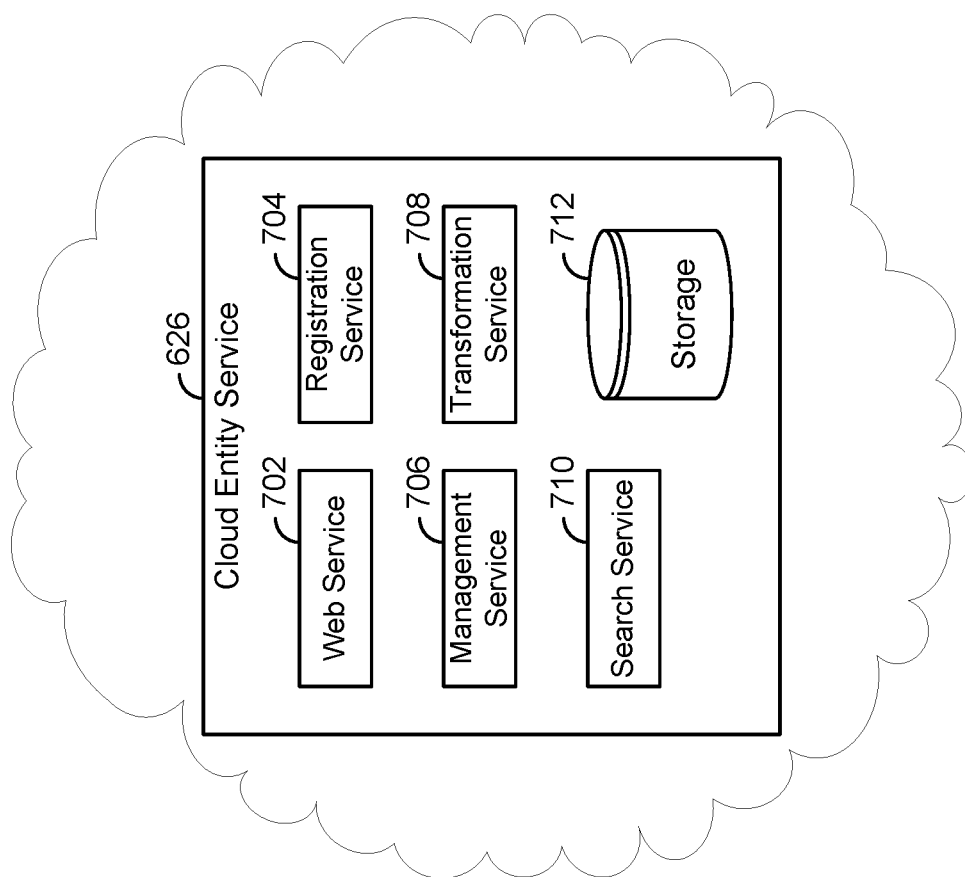 626
Cloud Entity Service
702
Web Service
704
Registration
Service
706
Management
Service
708
Transformation
Service
710
Search Service
712
Storage